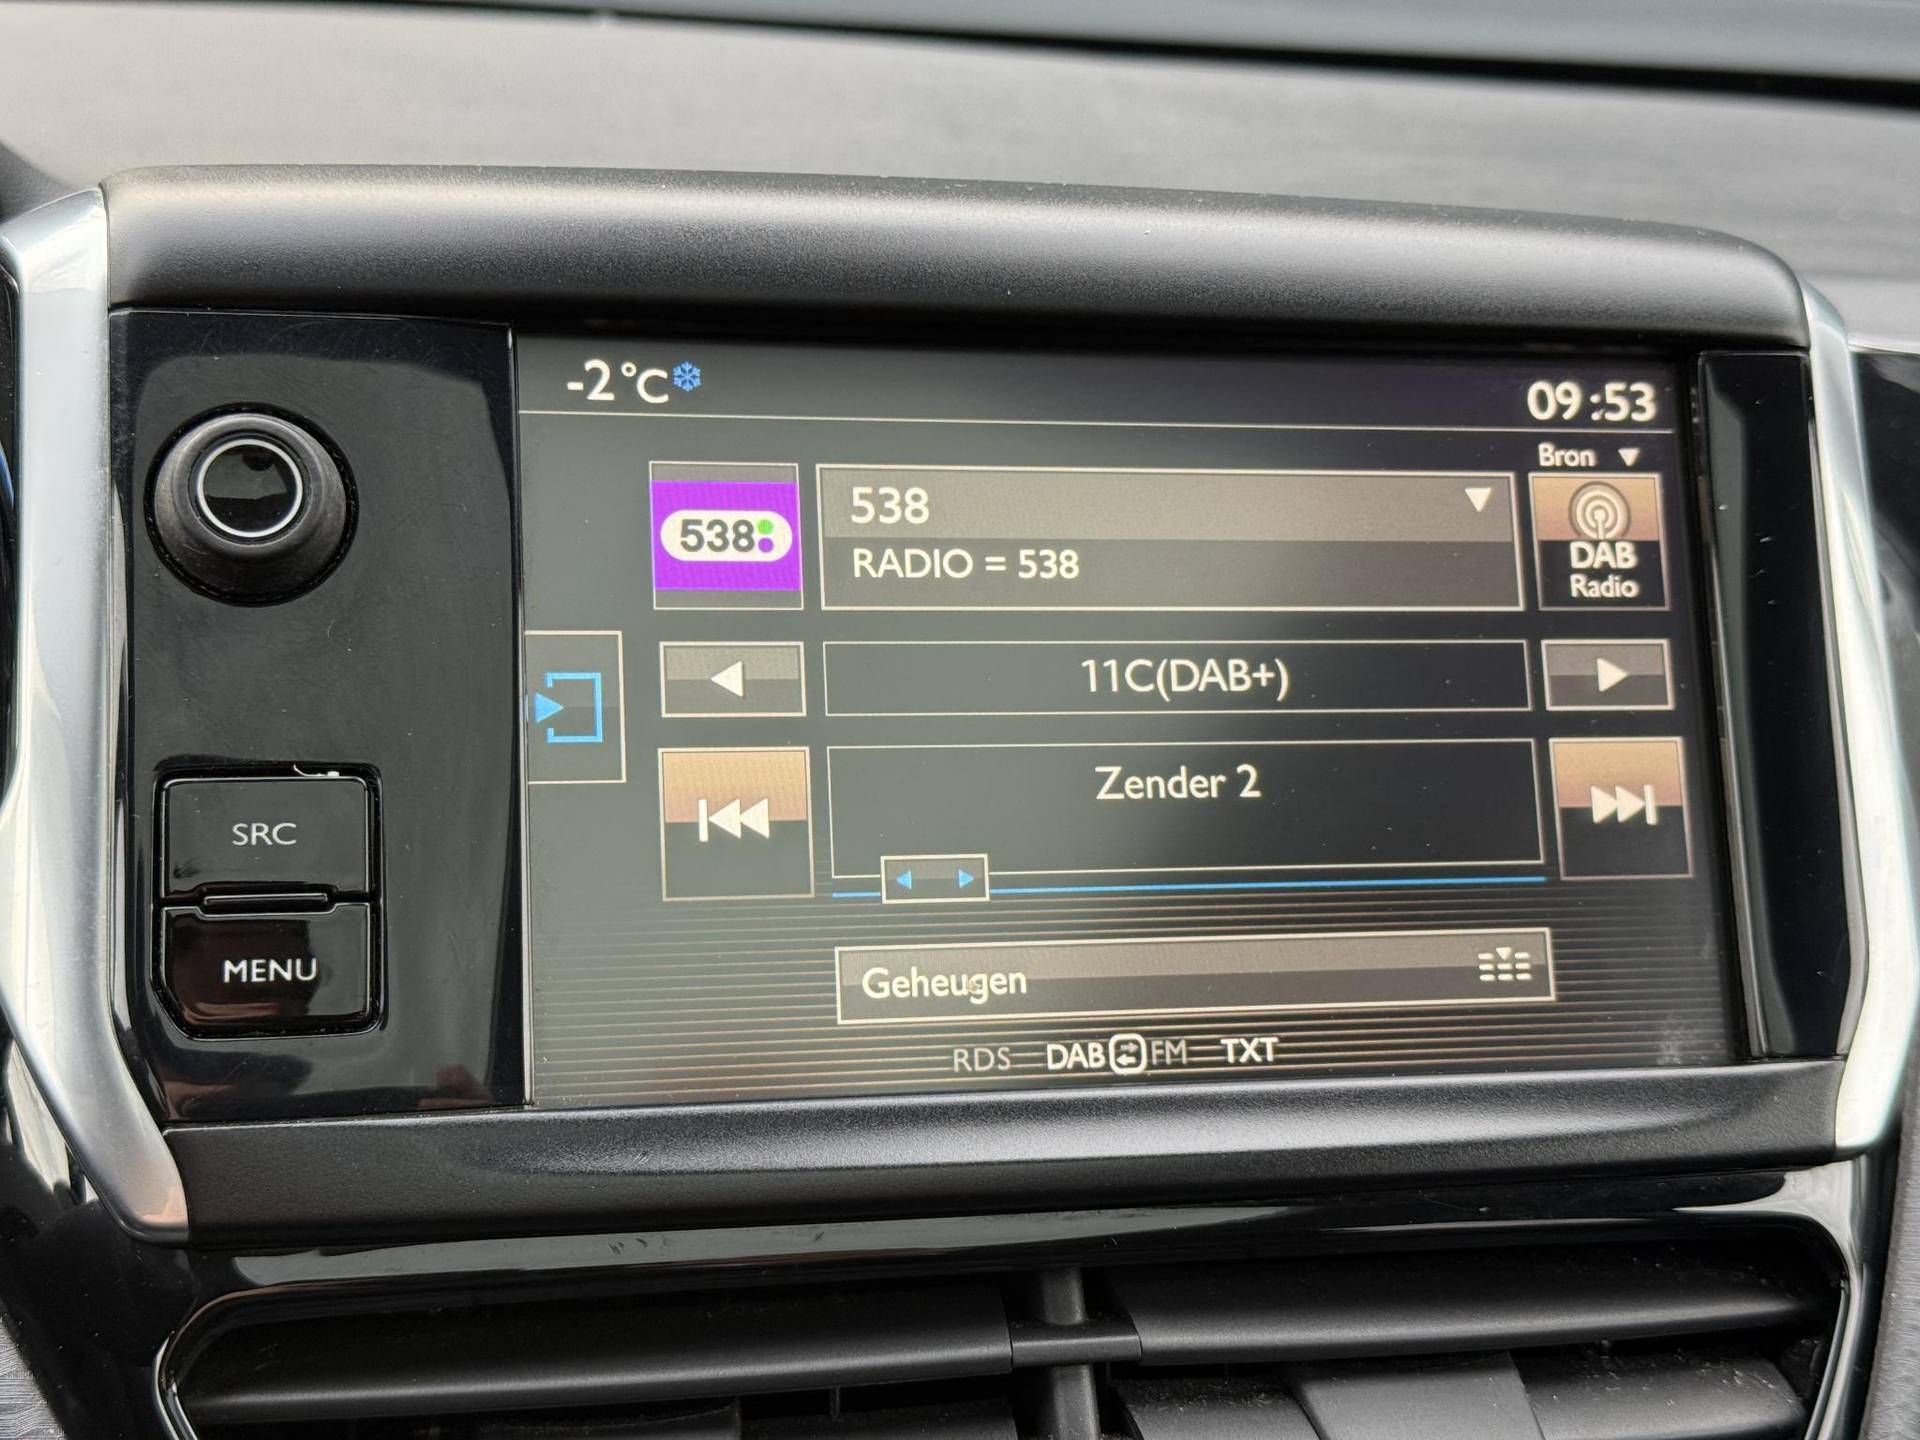 -2°C
09:53
Bron
538
538
RADIO = 538
DAB
Radio
11C(DAB+)
Zender 2
SRC
MENU
Geheugen
RDS DAB FM TXT